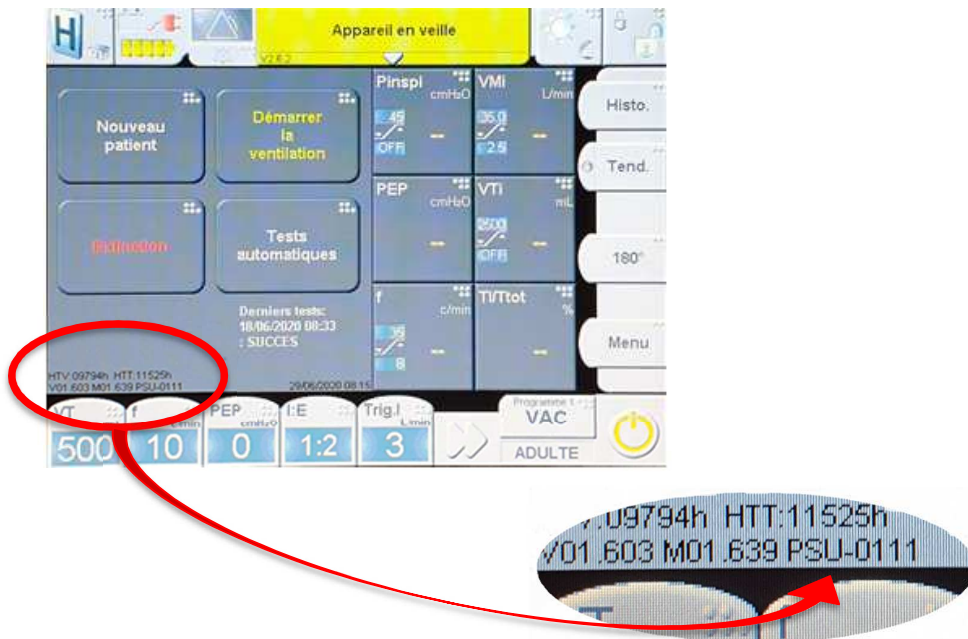 H
Appareil en veille
V2.6.2
Nouveau
patient
Démarrer
la
ventilation
Extinction
Tests
automatiques
Derniers tests:
18/06/2020 08:33
: SUCCES
HTV:09794h HTT:11525h
V01.603 M01.639 PSU-0111
29/06/2020 08:15
Pinspi
cmH₂O
45
OFF
--
VMi
L/min
35.0
2.5
--
PEP
cmH₂O
--
VTi
mL
2500
OFF
--
f
c/min
35
8
--
TI/Ttot
%
--
Histo.
Tend.
180°
Menu
VT
500
f
10
PEP
cmH₂O
0
I:E
1:2
Trig.I
L/min
3
Programme 1
VAC
ADULTE
.09794h HTT:11525h
V01.603 M01.639 PSU-0111